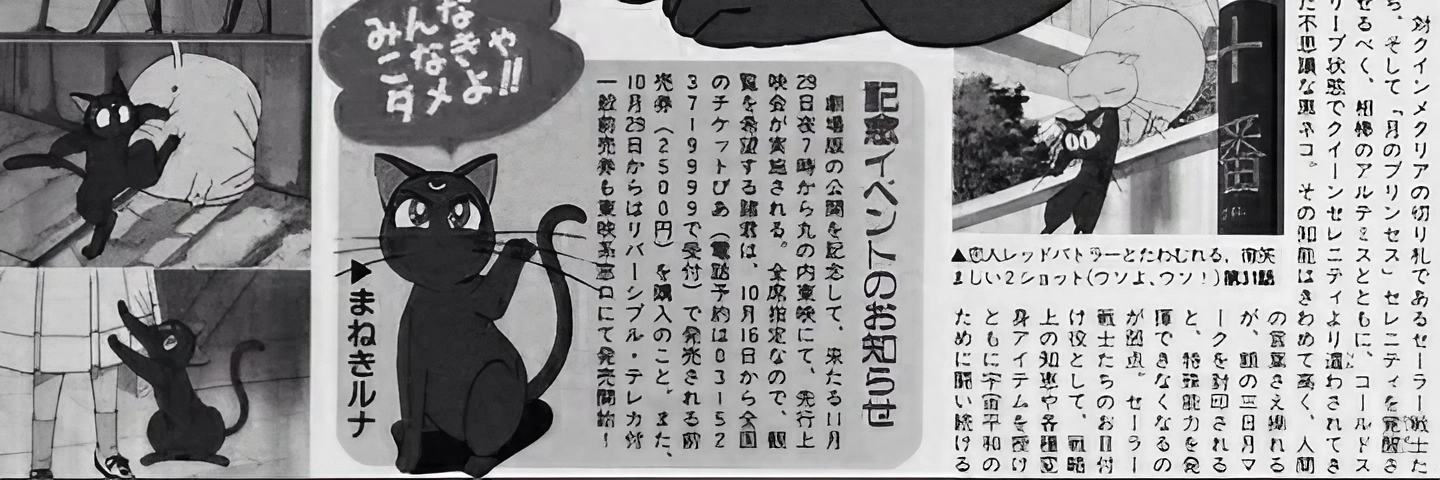 対クインメタリアの切り札であるセーラー戦士た
ち、そして「月のプリンセス」セレニティを
せるべく、相棒のアルテミスとともに、コールドス
リープ状態でクイーンセレニティより遣わされてき
た不思議な黒ネコ。その知能はきわめて高く、人間
の言葉さえ操れる
が、額の三日月マ
ークを封印される
と、特殊能力を発
揮できなくなるの
が弱点。セーラー
戦士たちのお目付
け役として、戦略
上の知恵や各種変
身アイテムを授け
ともに宇宙平和の
ために闘い続ける
十番
▲恋人レッドバトラーとたわむれる、
しい2ショット(ウソよ、ウソ!)第31話
記念イベントのお知らせ
劇場版の公開を記念して、来たる11月
29日夜7時から丸の内東映にて、先行上
映会が実施される。全席指定なので、観
覧を希望する諸君は、10月16日から全国
のチケットぴあ(電話予約は03-52
37-9999で受付)で発売される前
売券(2500円)を購入のこと。また、
10月29日からはリバーシブル・テレカ付
一般前売券も東映系窓口にて発売開始!
みんな
こなきゃ
ダメよ!!
▶まねきルナ